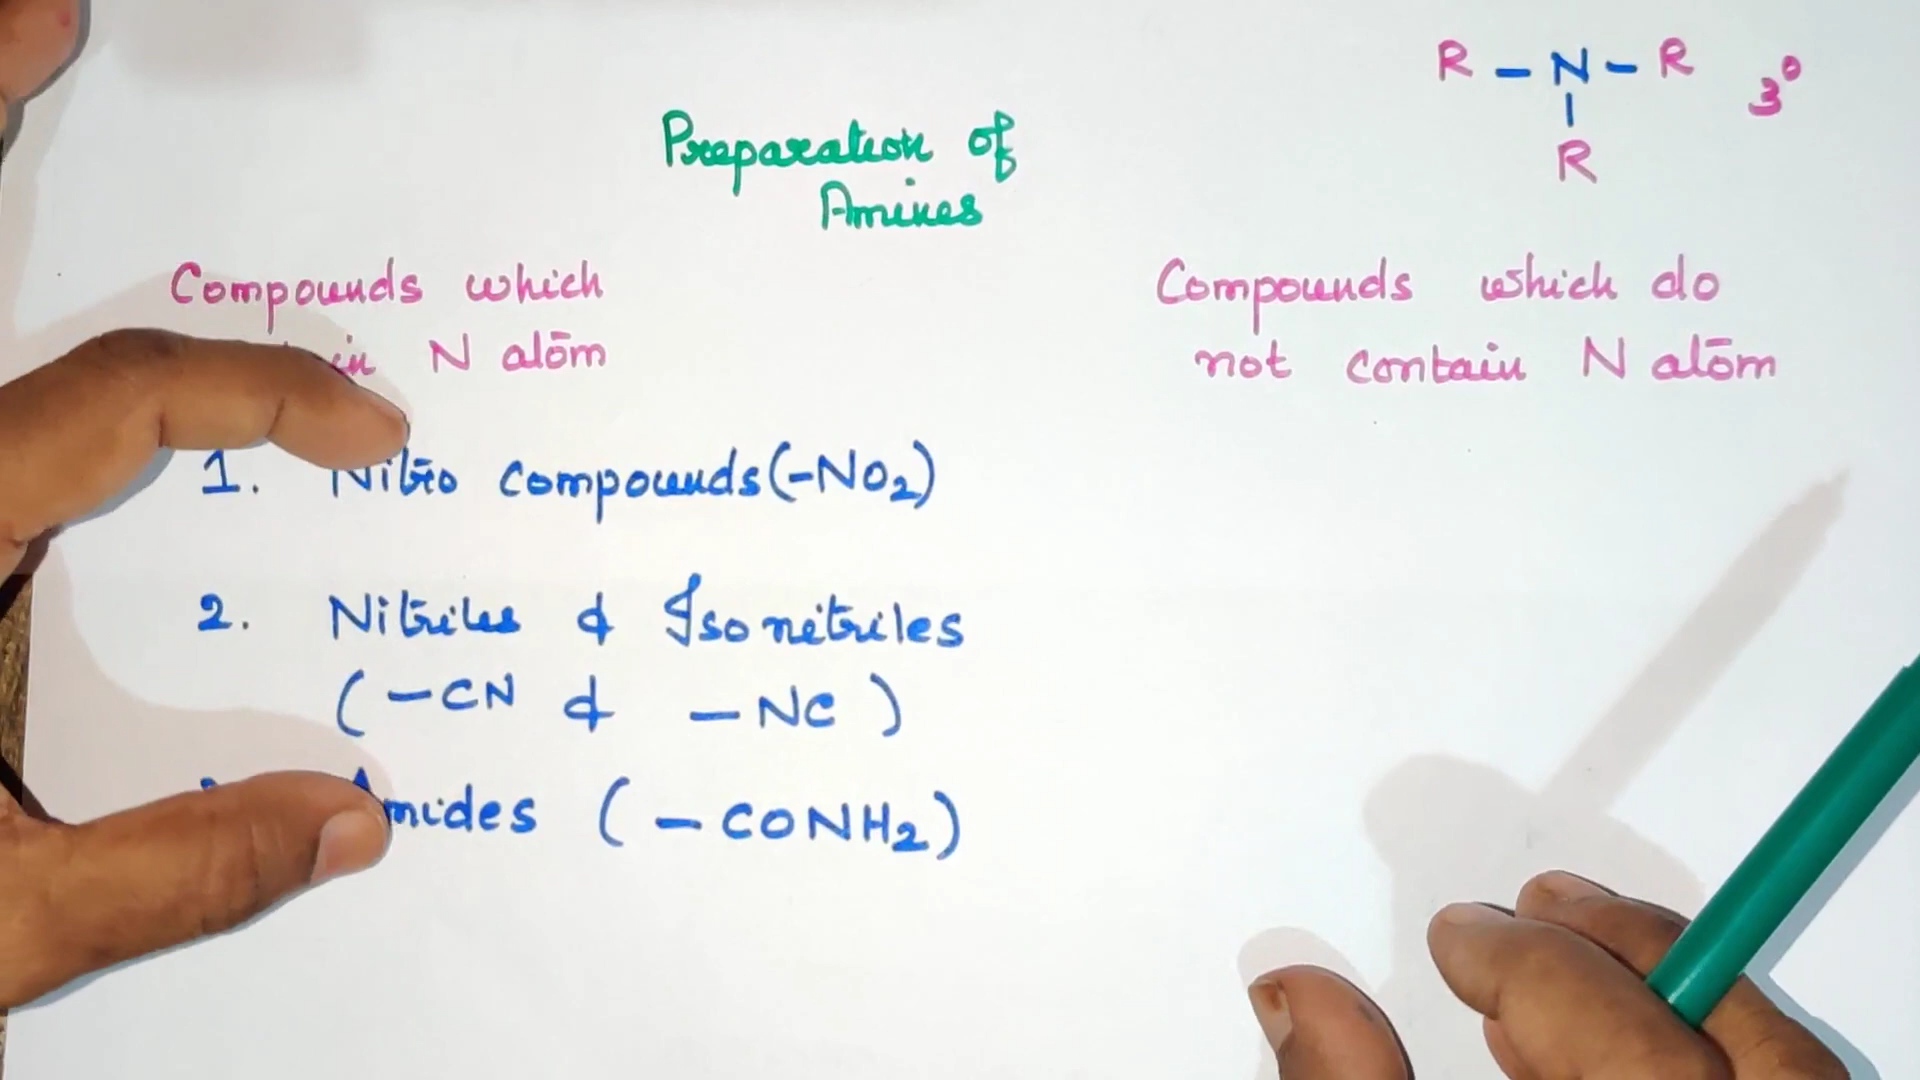 R - N - R 3°
R
Preparation of
Amines
Compounds which
N atom
Compounds which do
not contain N atom
1. Nitro compounds (-NO2)
2. Nitriles & Isonitriles
( -CN & -NC )
Amides ( -CONH2)